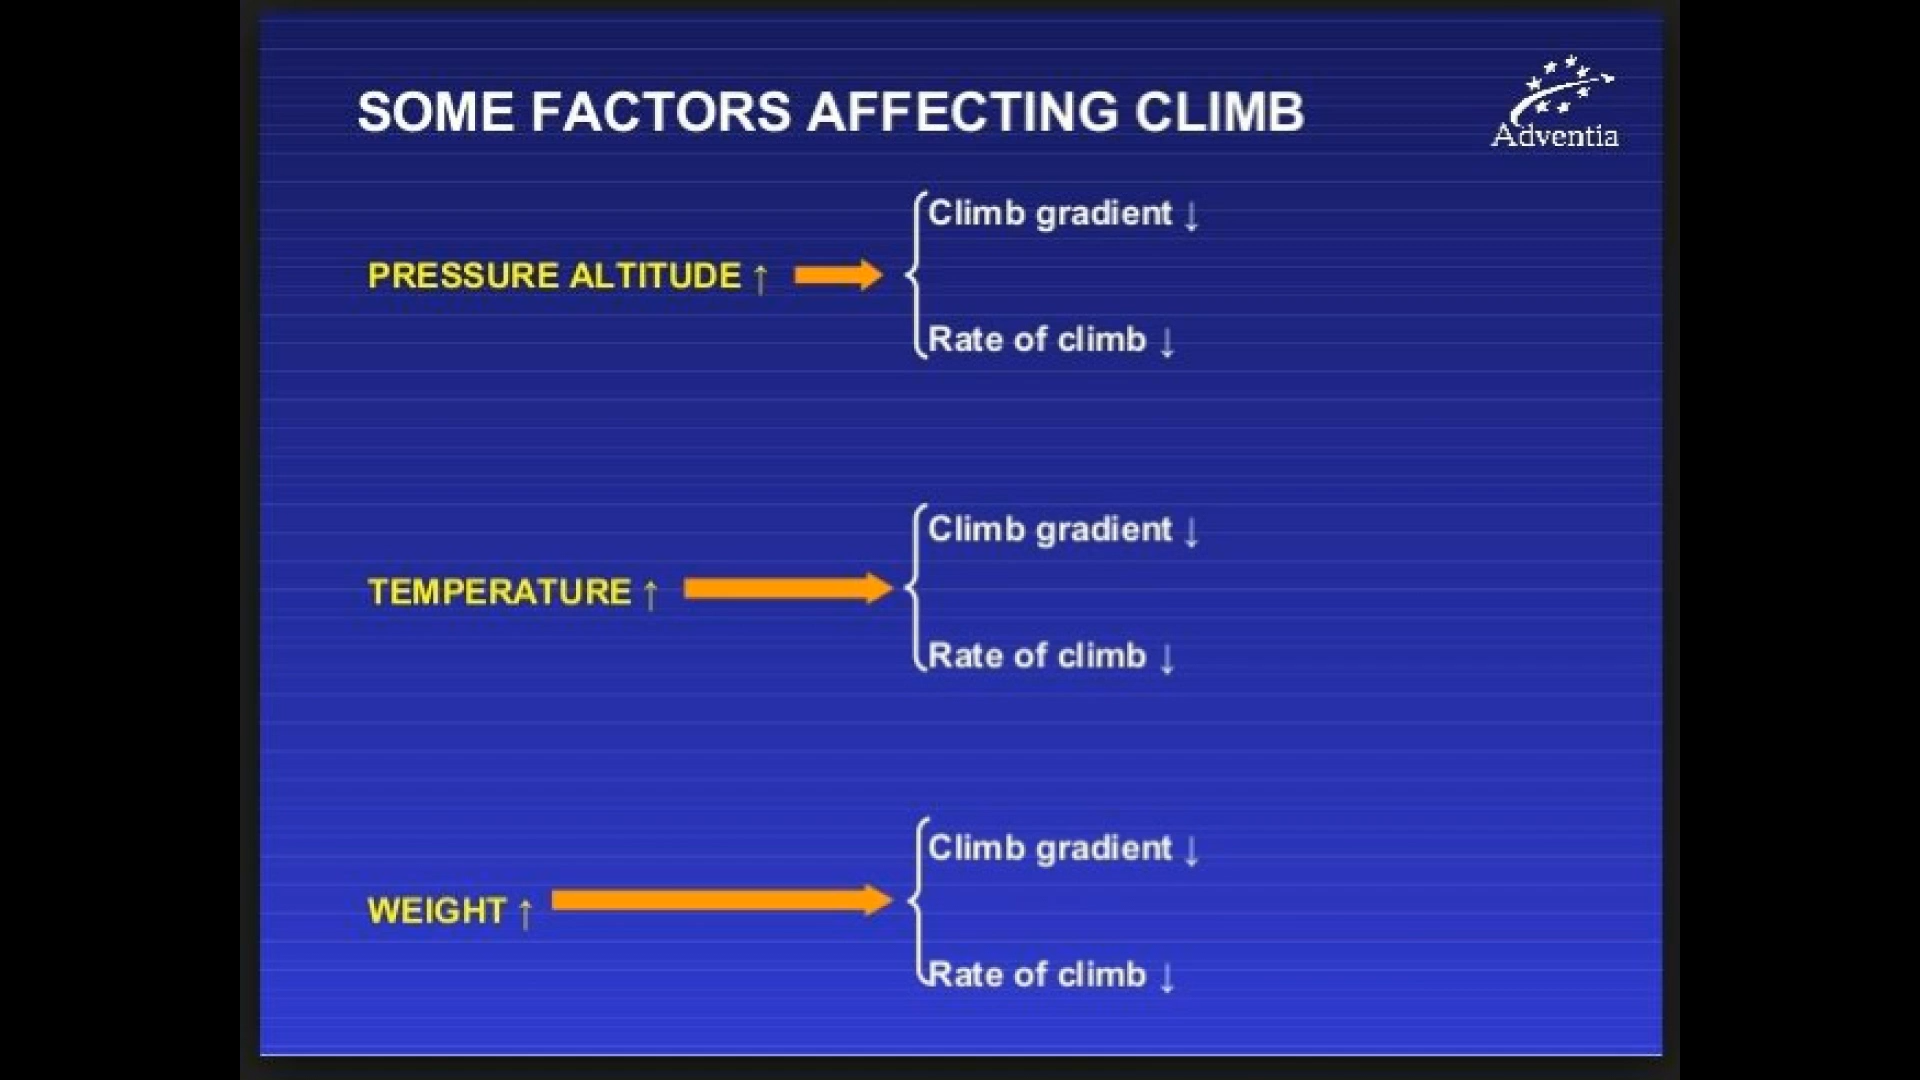 SOME FACTORS AFFECTING CLIMB
Adventia
Climb gradient ↓
PRESSURE ALTITUDE ↑
Rate of climb ↓
Climb gradient ↓
TEMPERATURE ↑
Rate of climb ↓
Climb gradient ↓
WEIGHT ↑
Rate of climb ↓